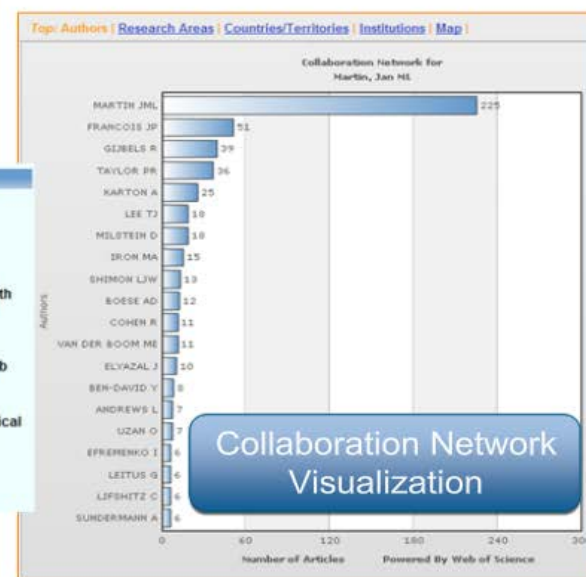 Top: Authors | Research Areas | Countries/Territories | Institutions | Map |
Collaboration Network for
Martin, Jan ML
MARTIN JML 225
FRANCOIS JP 51
GIJBELS R 39
TAYLOR PR 36
KARTON A 25
LEE TJ 18
MILSTEIN D 18
IRON MA 15
SHIMON LJW 13
BOESE AD 12
COHEN R 11
VAN DER BOOM ME 11
ELYAZAL J 10
BEN-DAVID Y 8
ANDREWS L 7
UZAN O 7
EFREMENKO I 6
LEITUS G 6
LIFSHITZ C 6
SUNDERMANN A 6
Authors
th
b
ical
Collaboration Network
Visualization
0 60 120 180 240 30
Number of Articles Powered By Web of Science